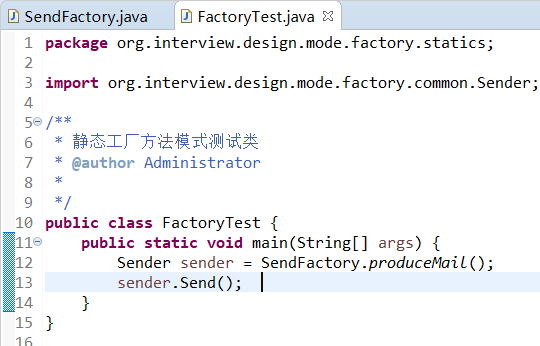 SendFactory.java FactoryTest.java
1 package org.interview.design.mode.factory.statics;
2
3 import org.interview.design.mode.factory.common.Sender;
4
5 /**
6 * 静态工厂方法模式测试类
7 * @author Administrator
8 *
9 */
10 public class FactoryTest {
11 public static void main(String[] args) {
12 Sender sender = SendFactory.produceMail();
13 sender.Send();
14 }
15 }
16